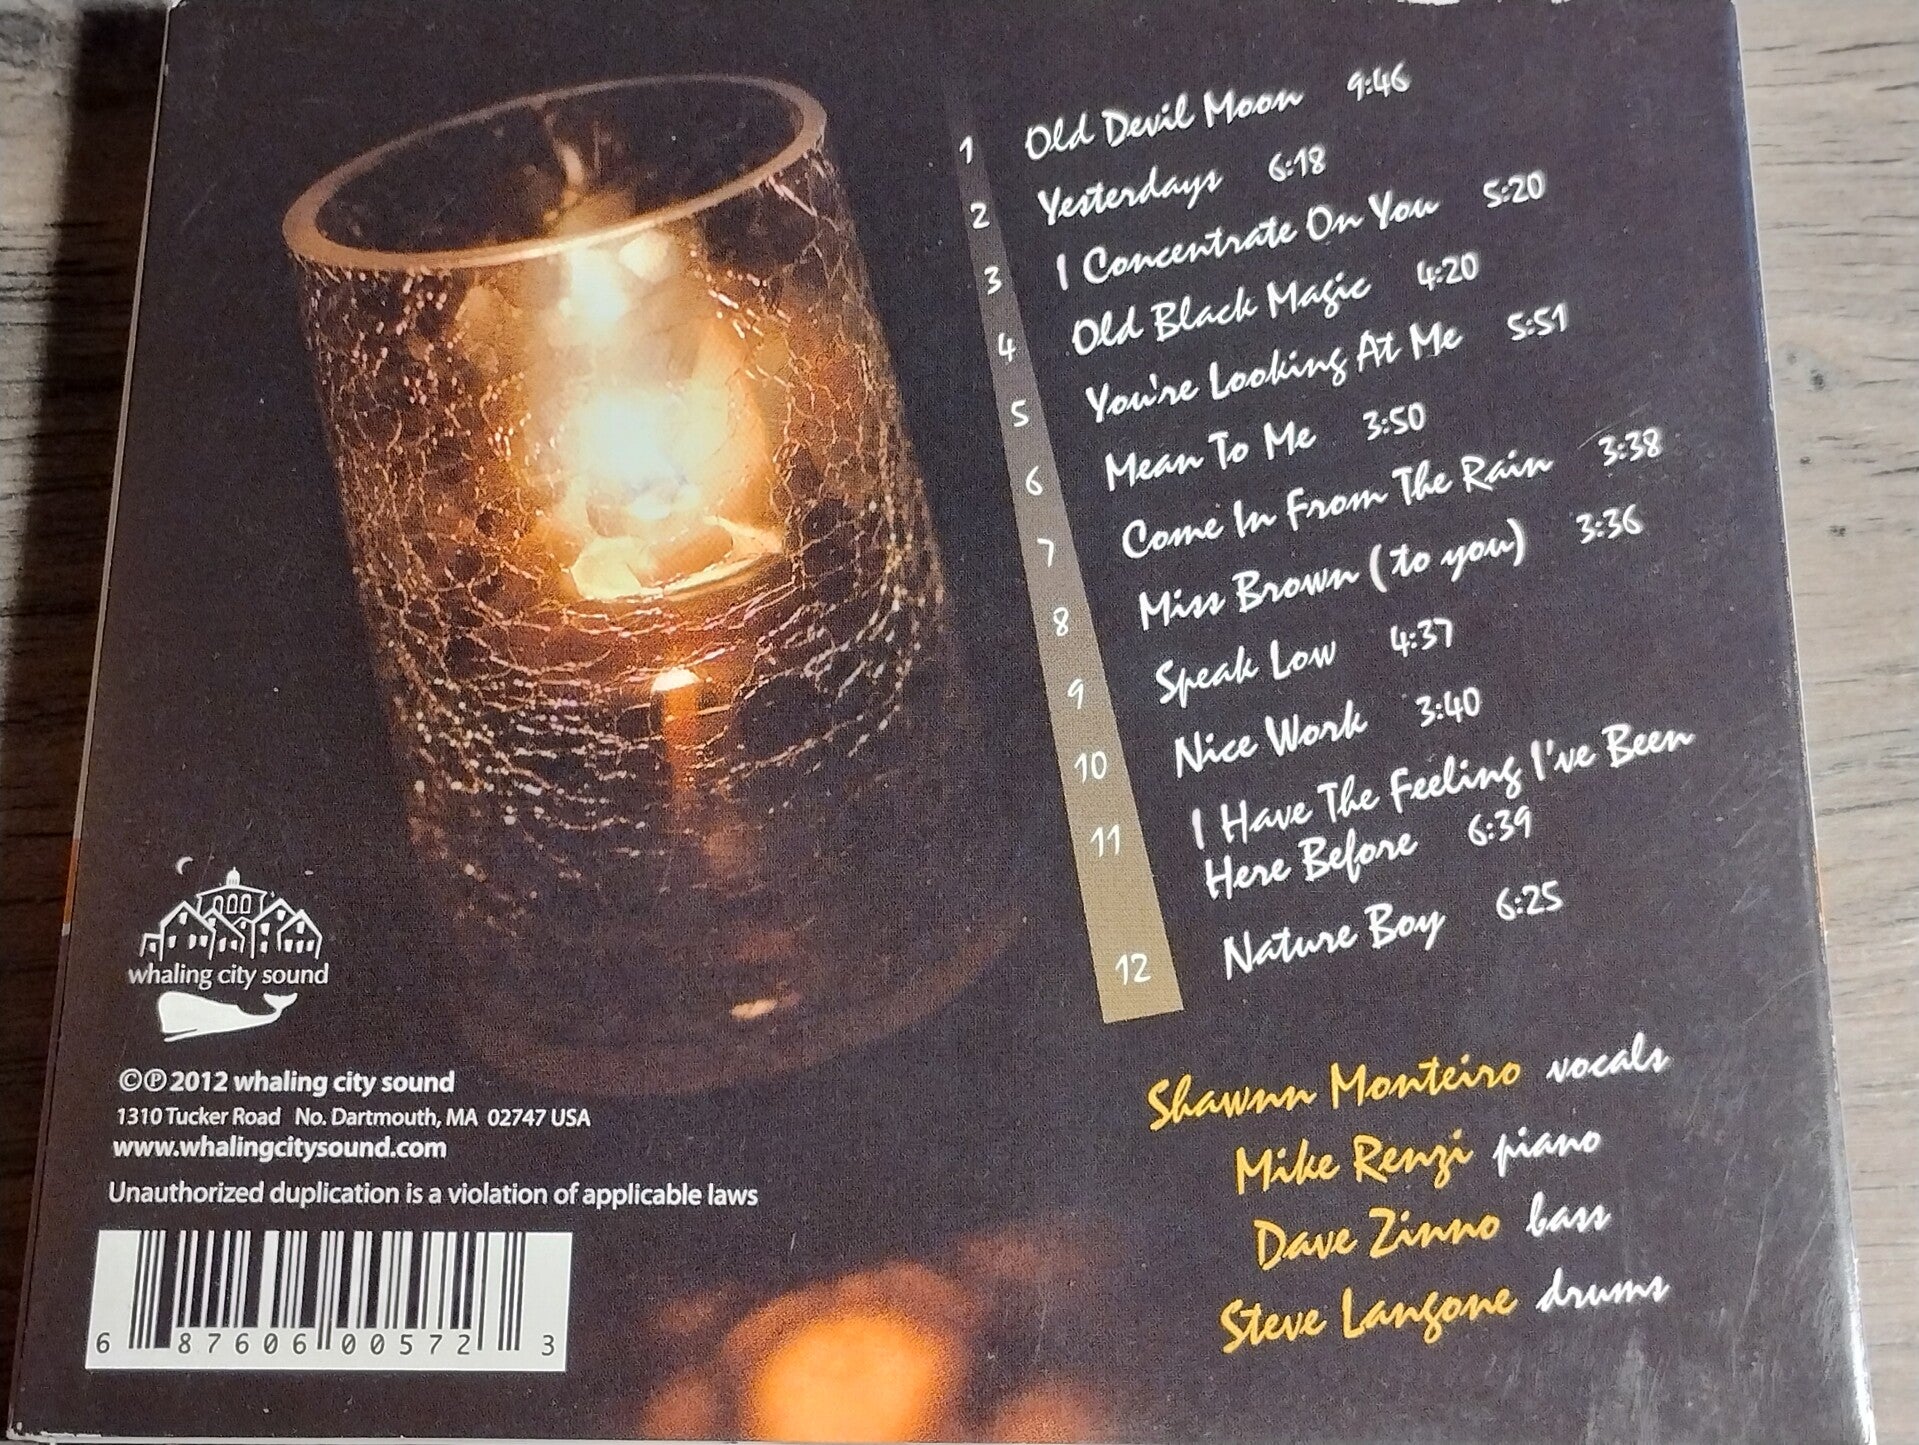 1 Old Devil Moon 9:46
2 Yesterdays 6:18
3 I Concentrate On You 5:20
4 Old Black Magic 4:20
5 You're Looking At Me 5:51
6 Mean To Me 3:50
7 Come In From The Rain 3:38
8 Miss Brown (to you) 3:36
9 Speak Low 4:37
10 Nice Work 3:40
11 I Have The Feeling I've Been
Here Before 6:39
12 Nature Boy 6:25
Shawnn Monteiro vocals
Mike Renzi piano
Dave Zinno bass
Steve Langone drums
whaling city sound
©℗ 2012 whaling city sound
1310 Tucker Road No. Dartmouth, MA 02747 USA
www.whalingcitysound.com
Unauthorized duplication is a violation of applicable laws
6 87606 00572 3